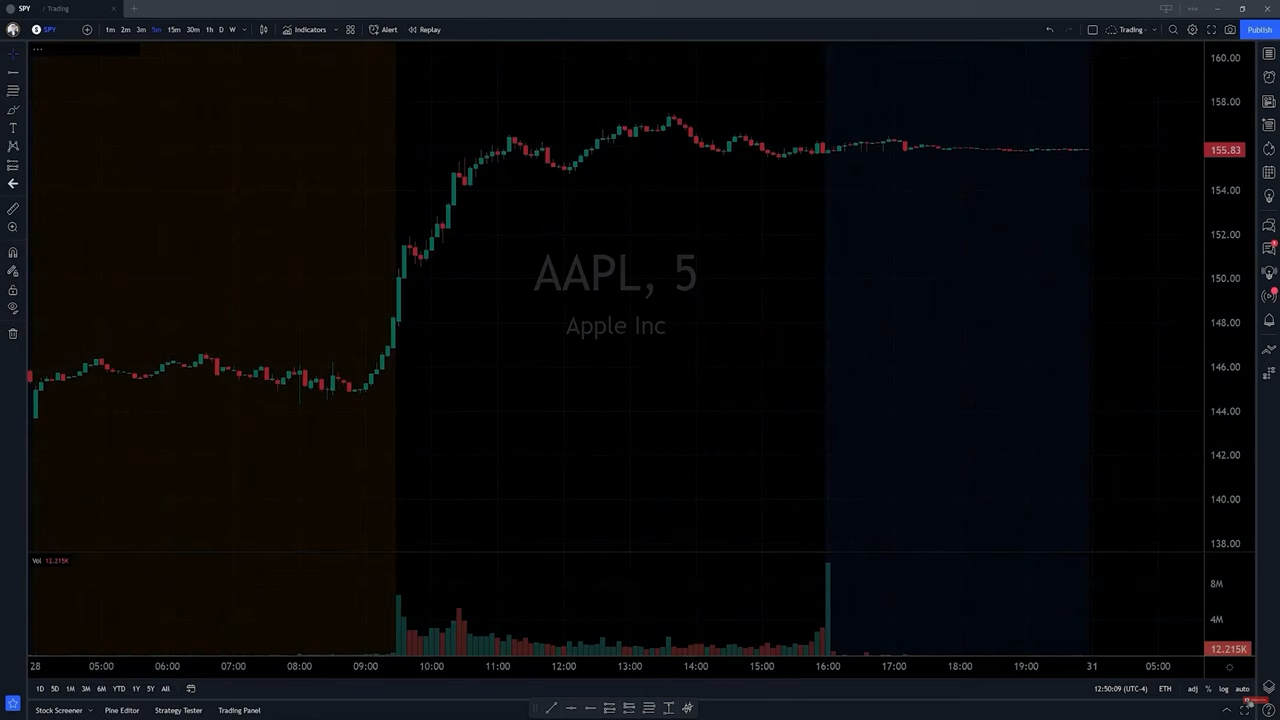 SPY / Trading
SPY 1m 2m 3m 5m 15m 30m 1h D W Indicators Alert Replay Trading Publish
AAPL, 5
Apple Inc
160.00
158.00
155.83
154.00
152.00
150.00
148.00
146.00
144.00
142.00
140.00
138.00
Vol 12.215K
8M
4M
12.215K
28 05:00 06:00 07:00 08:00 09:00 10:00 11:00 12:00 13:00 14:00 15:00 16:00 17:00 18:00 19:00 31 05:00
1D 5D 1M 3M 6M YTD 1Y 5Y All 12:50:09 (UTC-4) ETH adj % log auto
Stock Screener Pine Editor Strategy Tester Trading Panel